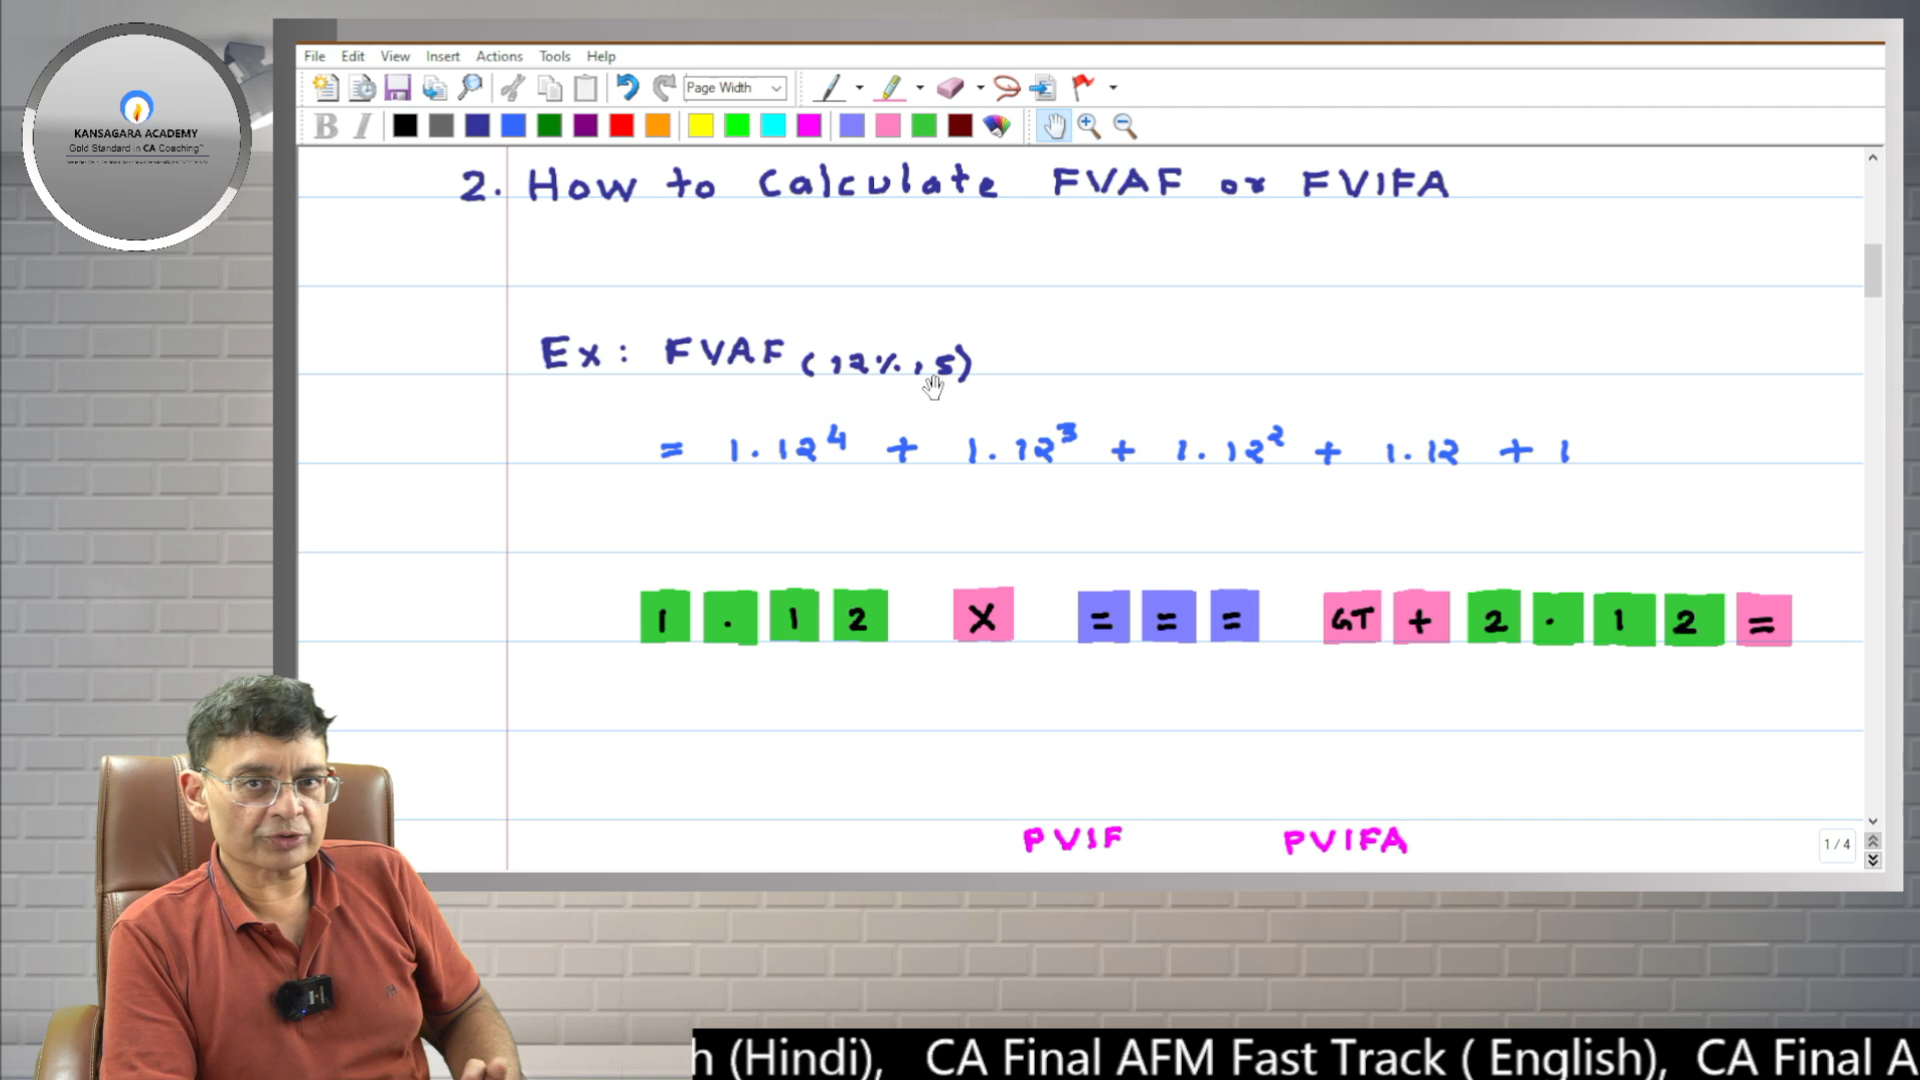 KANSAGARA ACADEMY
Gold Standard in CA Coaching™
File Edit View Insert Actions Tools Help
Page Width
B I
2. How to Calculate FVAF or FVIFA
Ex : FVAF (12%, 5)
= 1.12⁴ + 1.12³ + 1.12² + 1.12 + 1
1 . 1 2 X = = = GT + 2 . 1 2 =
PVIF PVIFA
1 / 4
h (Hindi), CA Final AFM Fast Track ( English), CA Final A